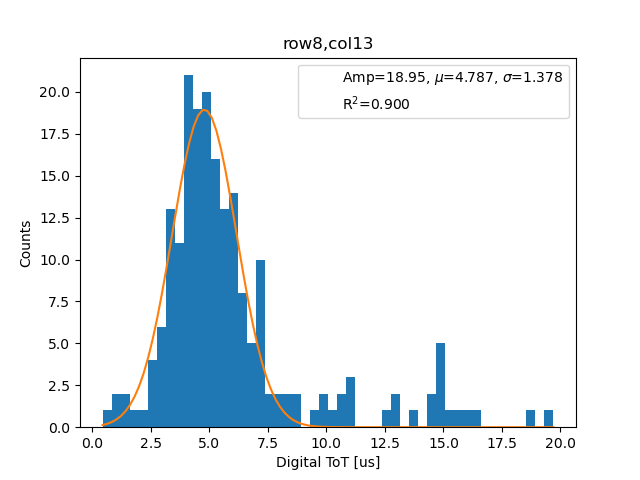 row8,col13
Amp=18.95, μ=4.787, σ=1.378
R²=0.900
Counts
20.0
17.5
15.0
12.5
10.0
7.5
5.0
2.5
0.0
0.0 2.5 5.0 7.5 10.0 12.5 15.0 17.5 20.0
Digital ToT [us]